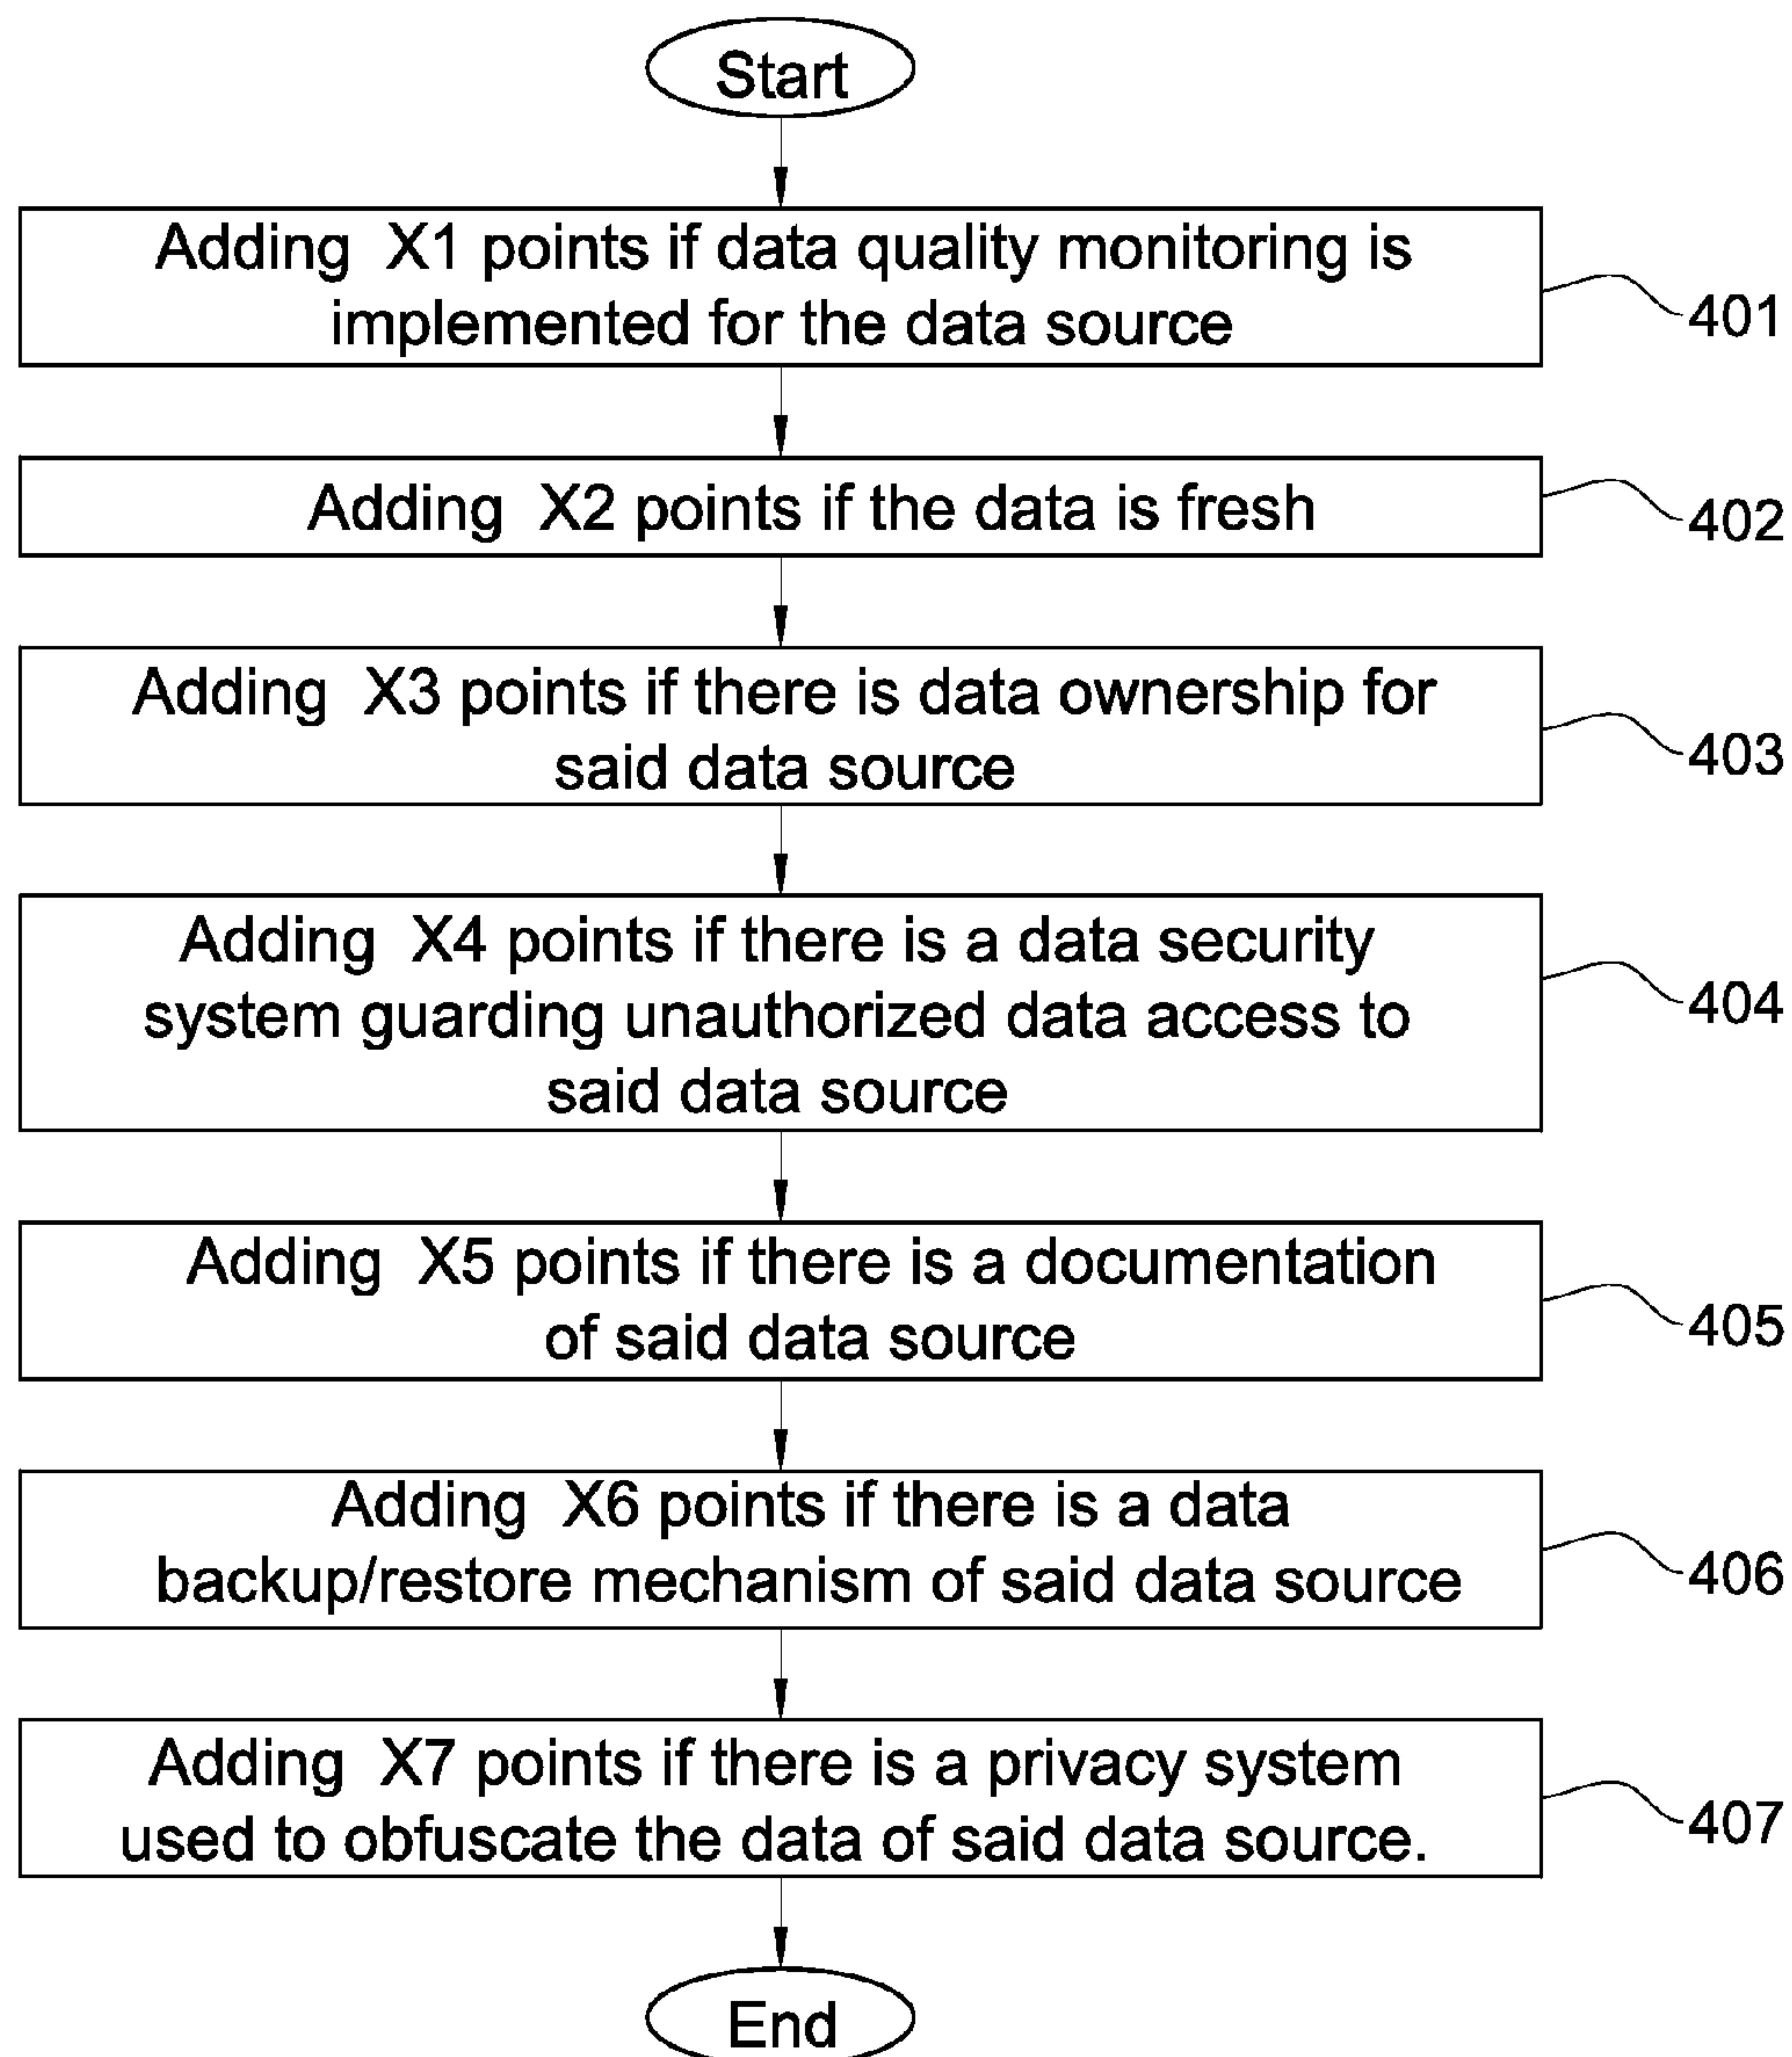 Start
Adding X1 points if data quality monitoring is
implemented for the data source
401
Adding X2 points if the data is fresh
402
Adding X3 points if there is data ownership for
said data source
403
Adding X4 points if there is a data security
system guarding unauthorized data access to
said data source
404
Adding X5 points if there is a documentation
of said data source
405
Adding X6 points if there is a data
backup/restore mechanism of said data source
406
Adding X7 points if there is a privacy system
used to obfuscate the data of said data source.
407
End